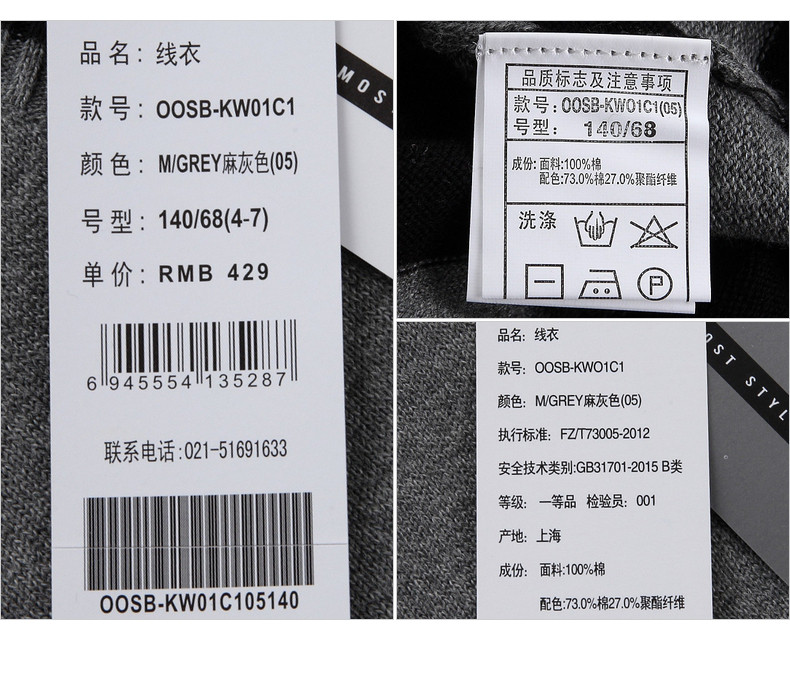 品名：线衣
款号：OOSB-KW01C1
颜色：M/GREY麻灰色(05)
号型：140/68(4-7)
单价：RMB 429
6 945554 135287
联系电话:021-51691633
OOSB-KW01C105140
MOS
品质标志及注意事项
款号:OOSB-KW01C1(05)
号型: 140/68
成份: 面料:100%棉
配色:73.0%棉27.0%聚酯纤维
洗涤
P
品名: 线衣
款号: OOSB-KWO1C1
颜色: M/GREY麻灰色(05)
执行标准: FZ/T73005-2012
安全技术类别:GB31701-2015 B类
等级: 一等品 检验员: 001
产地: 上海
成份: 面料:100%棉
配色:73.0%棉27.0%聚酯纤维
OST STYL